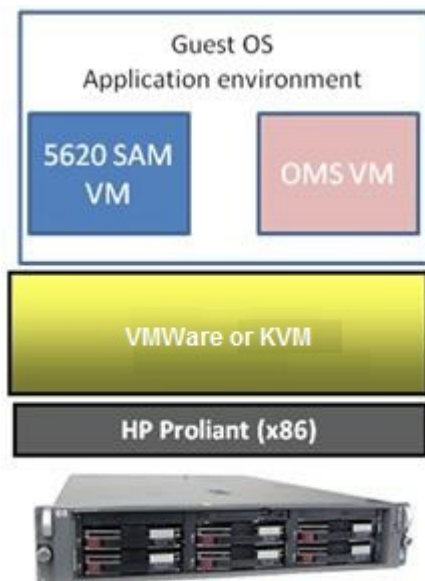 Guest OS
Application environment
5620 SAM
VM
OMS VM
VMWare or KVM
HP Proliant (x86)